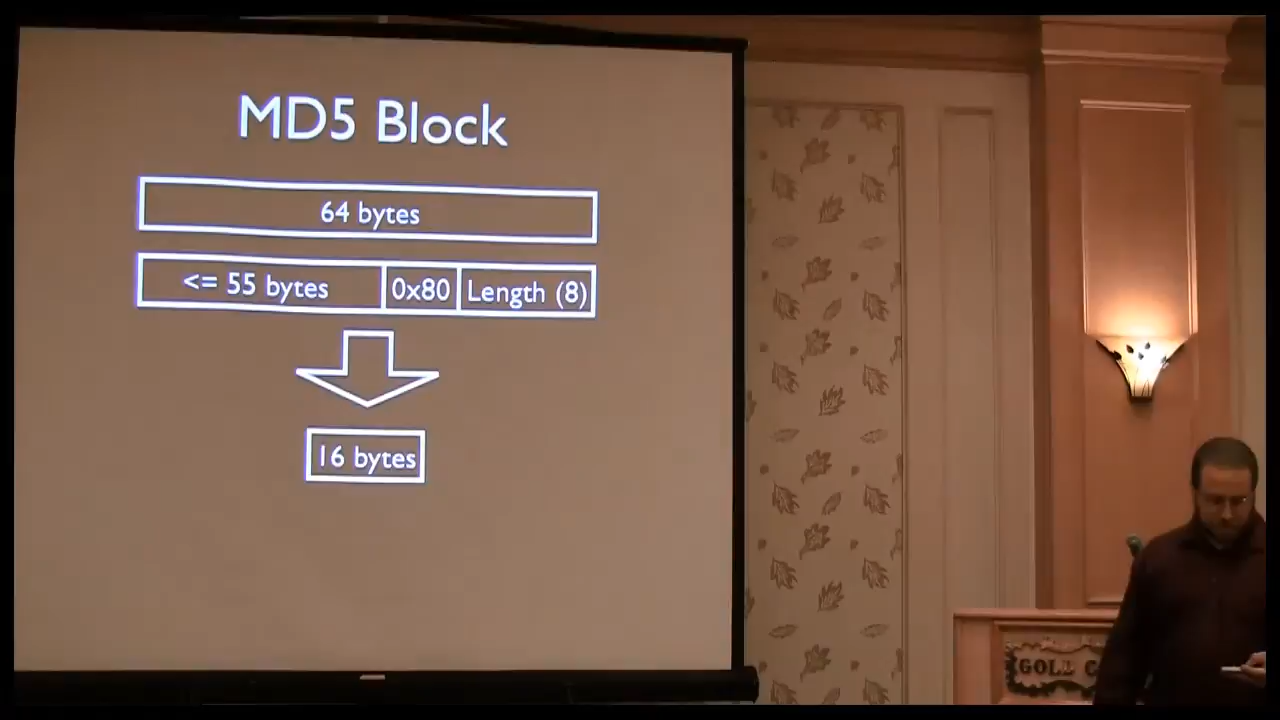 MD5 Block
64 bytes
<= 55 bytes 0x80 Length (8)
16 bytes